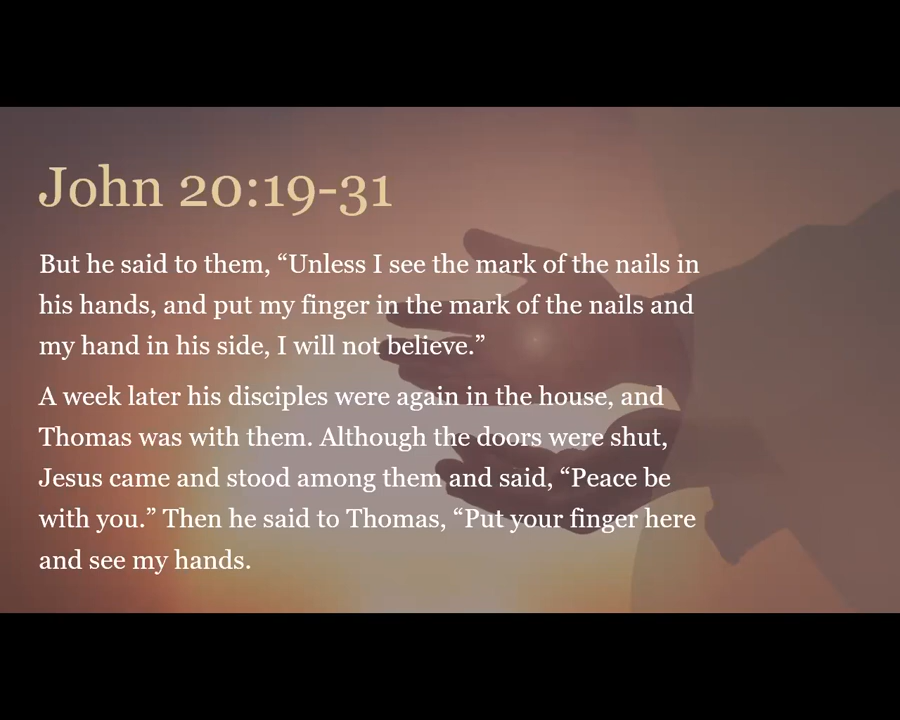 John 20:19-31
But he said to them, “Unless I see the mark of the nails in
his hands, and put my finger in the mark of the nails and
my hand in his side, I will not believe.”
A week later his disciples were again in the house, and
Thomas was with them. Although the doors were shut,
Jesus came and stood among them and said, “Peace be
with you.” Then he said to Thomas, “Put your finger here
and see my hands.